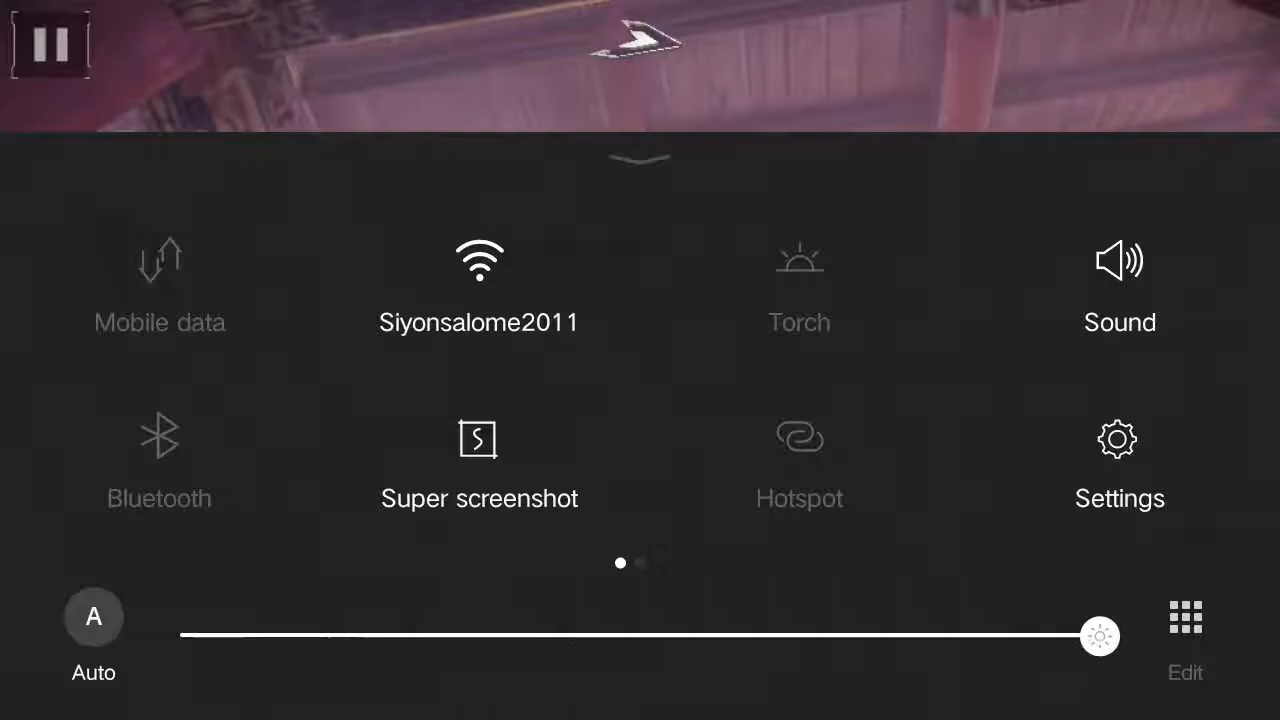 Mobile data
Siyonsalome2011
Torch
Sound
Bluetooth
Super screenshot
Hotspot
Settings
A
Auto
Edit